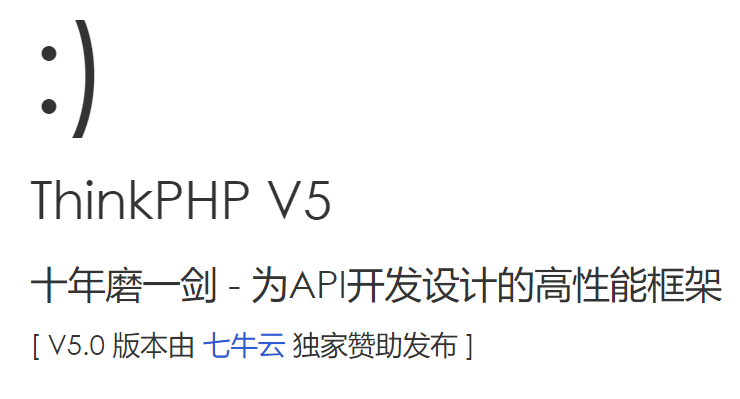 :)
ThinkPHP V5
十年磨一剑 - 为API开发设计的高性能框架
[ V5.0 版本由 七牛云 独家赞助发布 ]